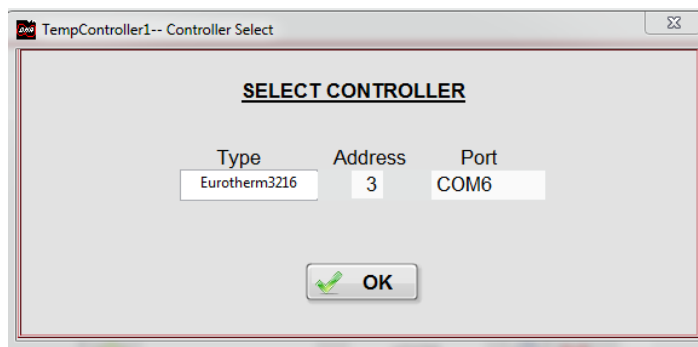 TempController1-- Controller Select
SELECT CONTROLLER
Type Address Port
Eurotherm3216 3 COM6
OK